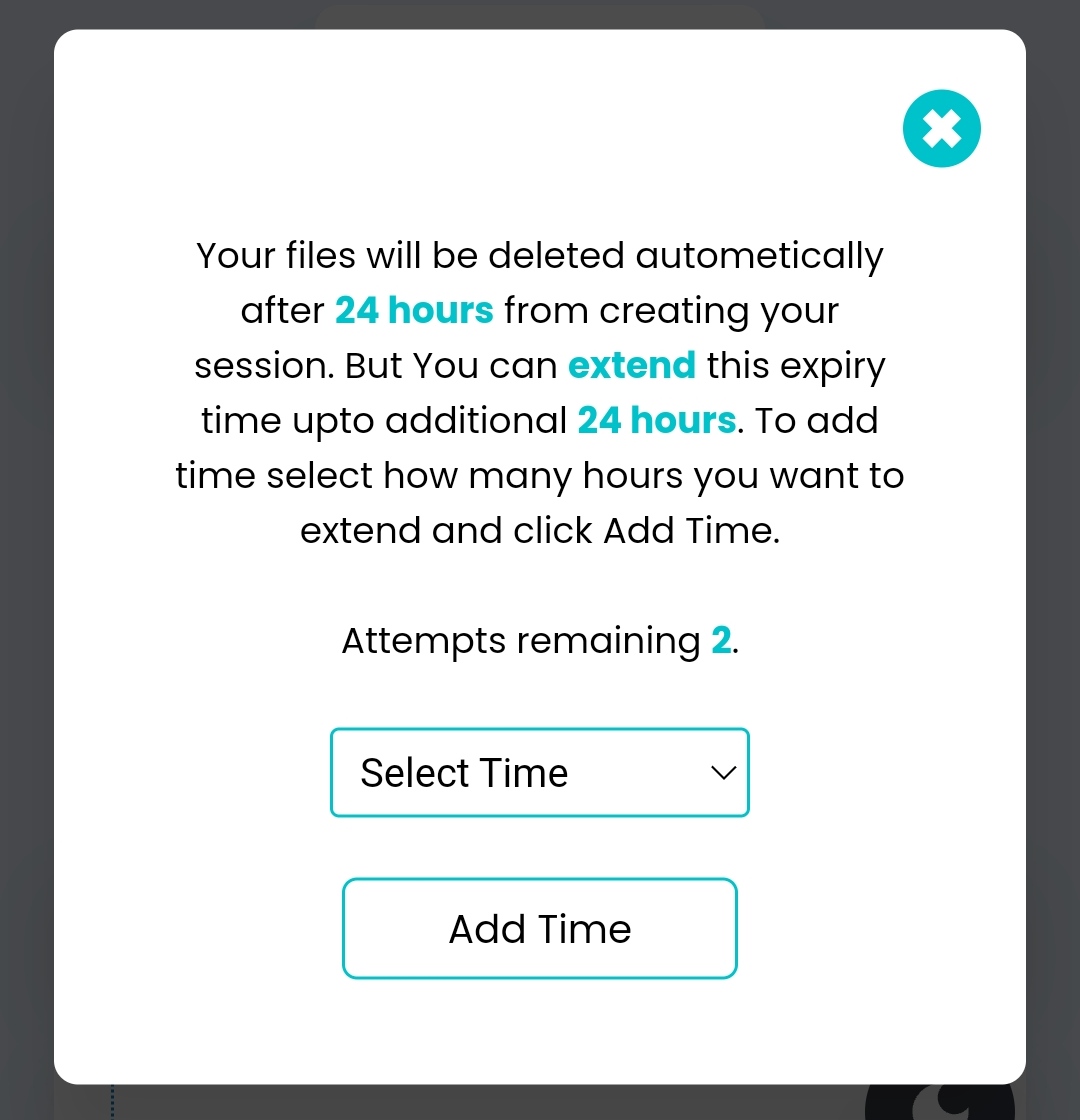 Your files will be deleted autometically
after 24 hours from creating your
session. But You can extend this expiry
time upto additional 24 hours. To add
time select how many hours you want to
extend and click Add Time.
Attempts remaining 2.
Select Time
Add Time